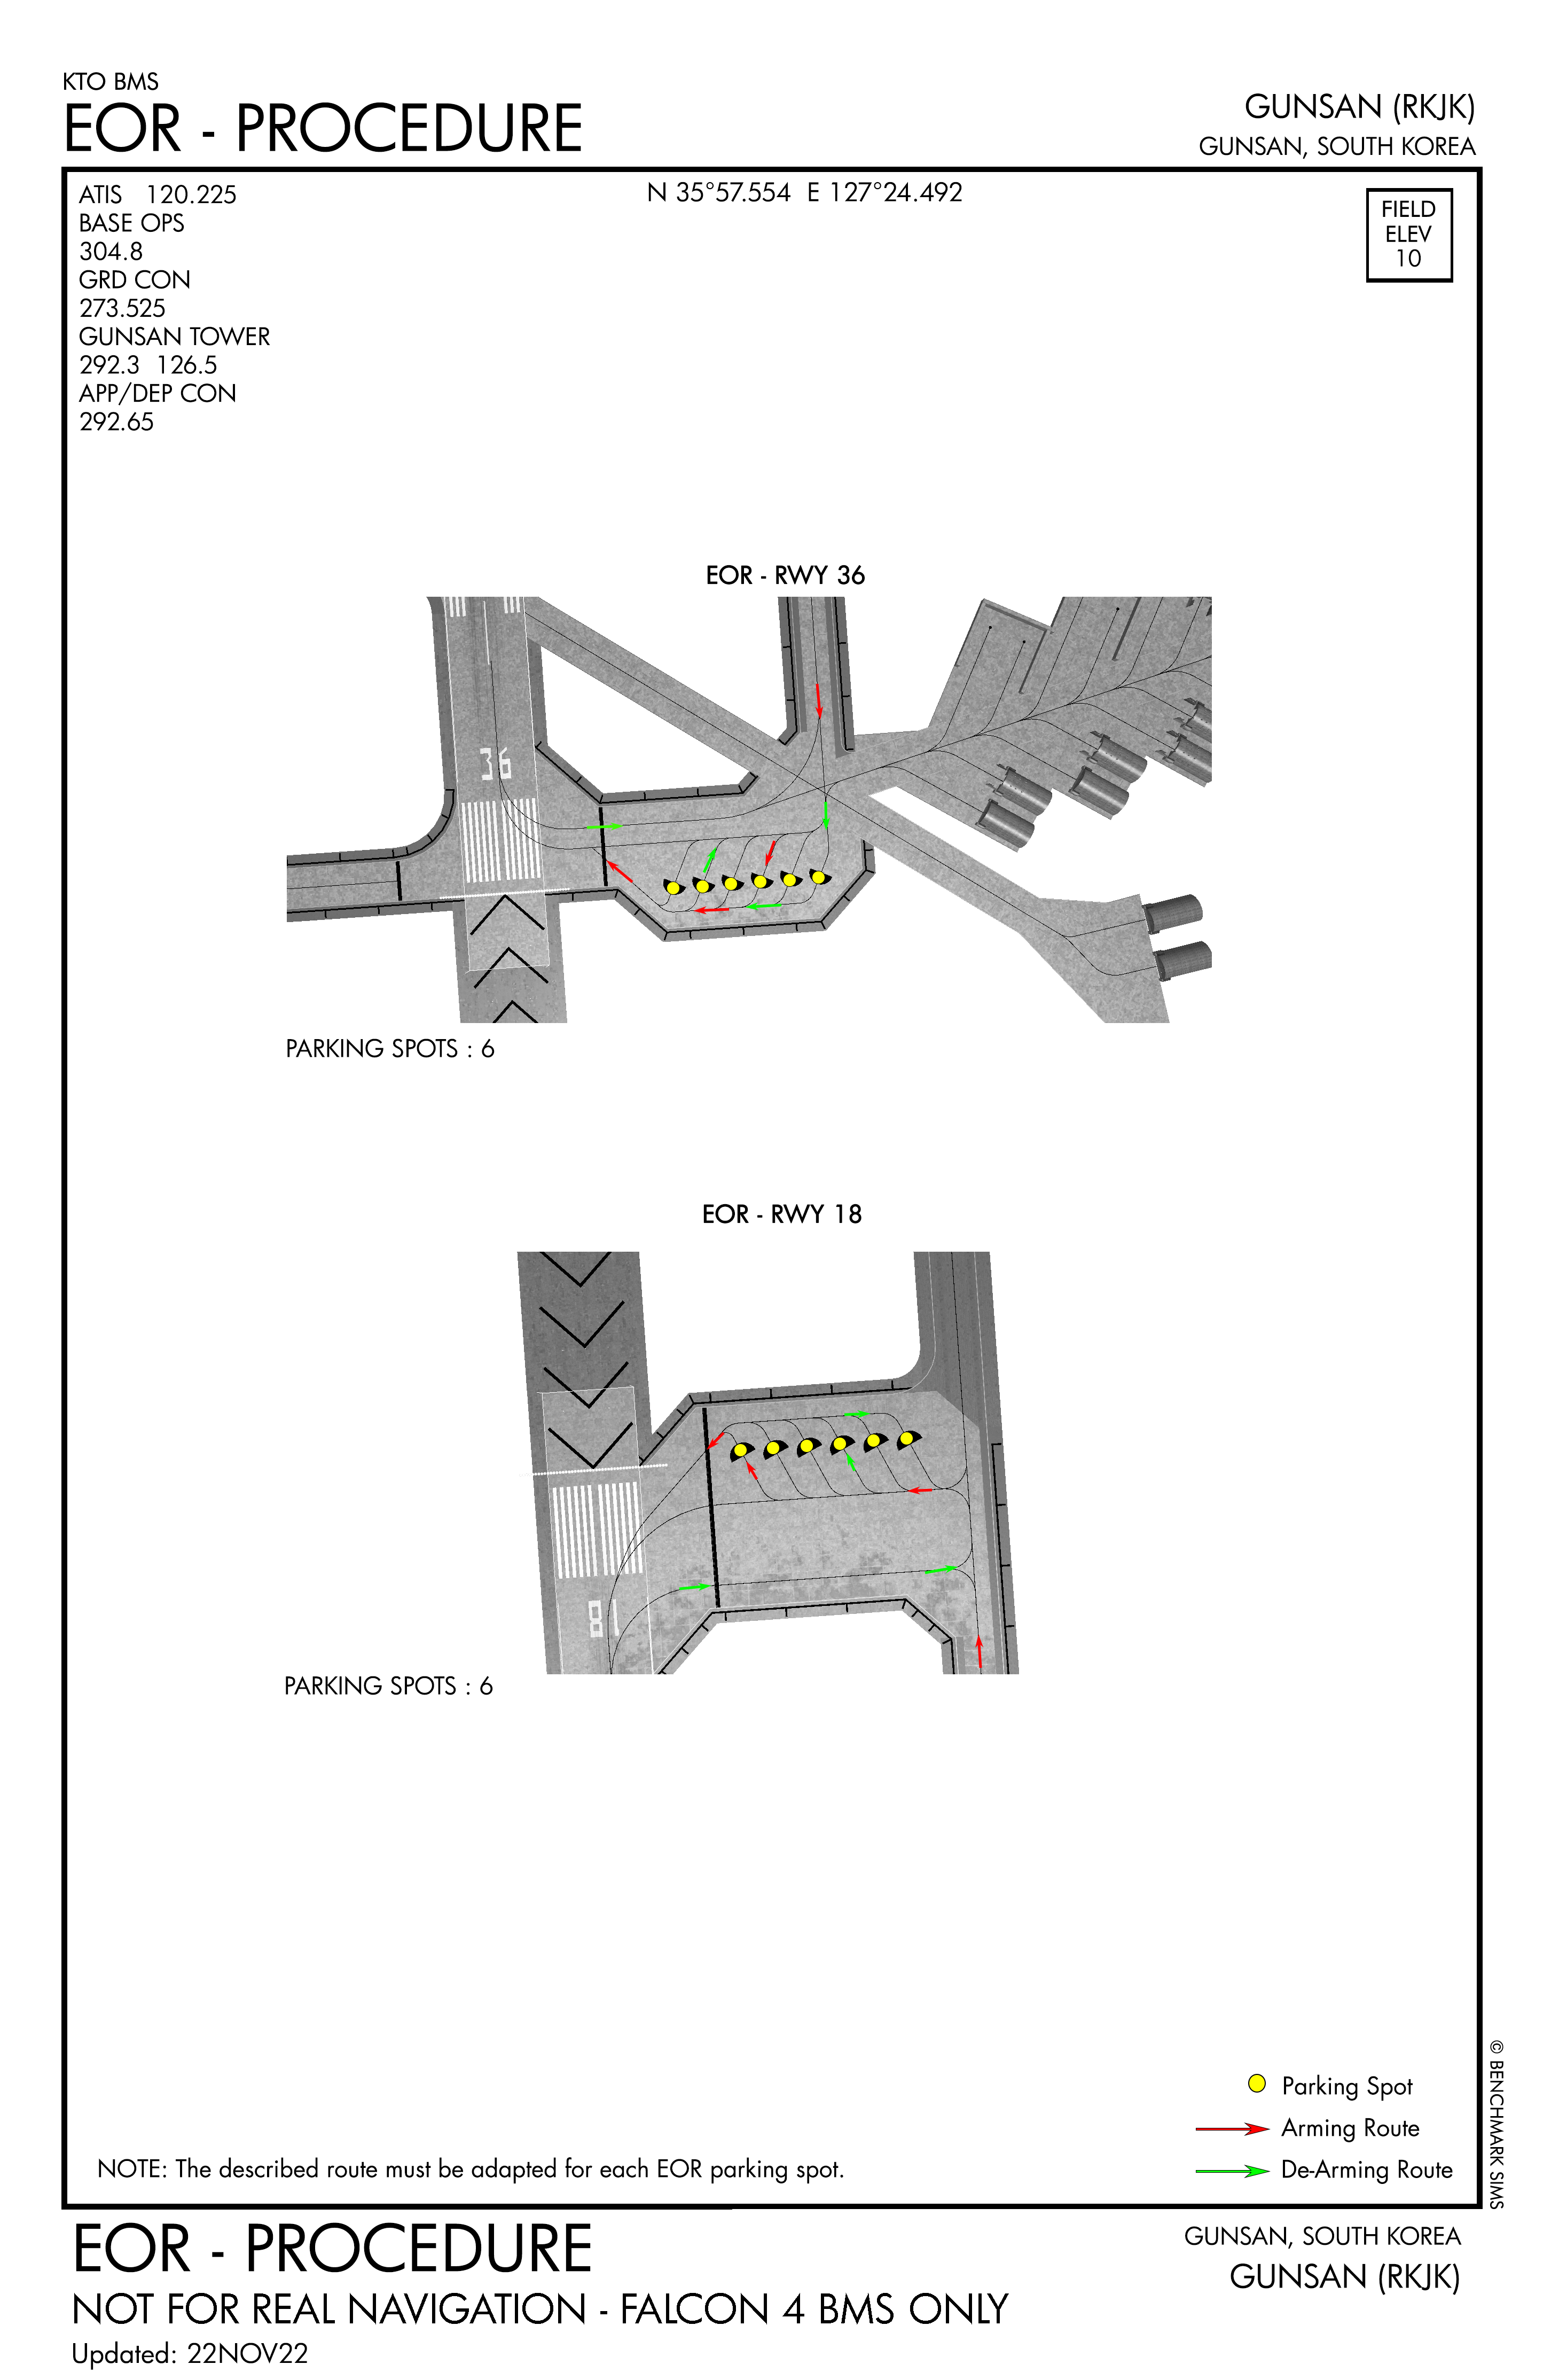 KTO BMS
EOR - PROCEDURE
GUNSAN (RKJK)
GUNSAN, SOUTH KOREA
ATIS 120.225
BASE OPS
304.8
GRD CON
273.525
GUNSAN TOWER
292.3 126.5
APP/DEP CON
292.65
N 35°57.554 E 127°24.492
FIELD
ELEV
10
EOR - RWY 36
36
PARKING SPOTS : 6
EOR - RWY 18
18
PARKING SPOTS : 6
Parking Spot
Arming Route
De-Arming Route
NOTE: The described route must be adapted for each EOR parking spot.
© BENCHMARK SIMS
EOR - PROCEDURE
NOT FOR REAL NAVIGATION - FALCON 4 BMS ONLY
Updated: 22NOV22
GUNSAN, SOUTH KOREA
GUNSAN (RKJK)